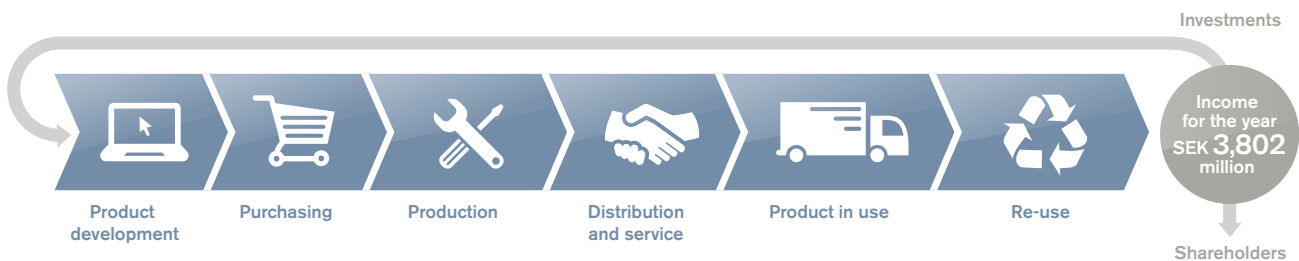 Investments
Income
for the year
SEK 3,802
million
Product
development
Purchasing
Production
Distribution
and service
Product in use
Re-use
Shareholders